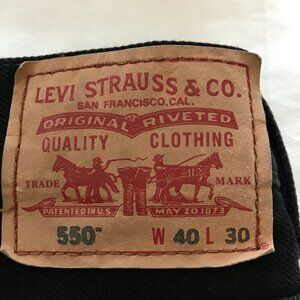 LEVI STRAUSS & CO.
SAN FRANCISCO, CAL.
ORIGINAL RIVETED
QUALITY CLOTHING
TRADE MARK
PATENTED IN U.S. MAY 20 1873
550™ W 40 L 30